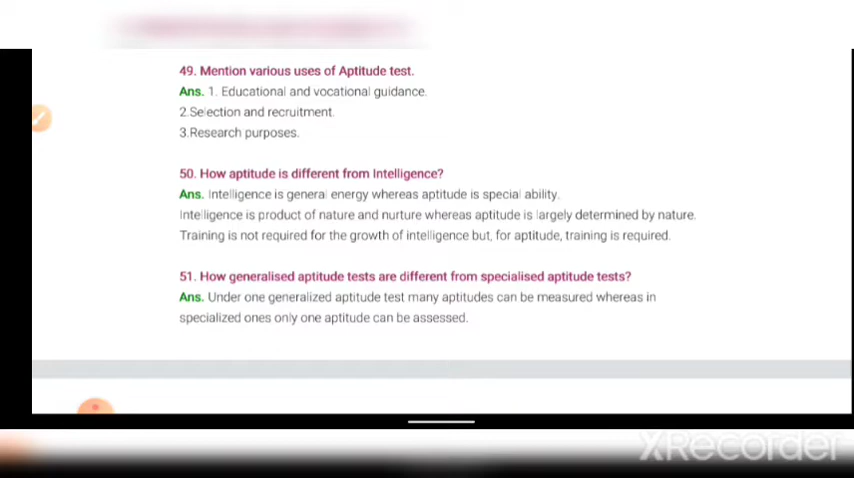 49. Mention various uses of Aptitude test.
Ans. 1. Educational and vocational guidance.
2.Selection and recruitment.
3.Research purposes.
50. How aptitude is different from Intelligence?
Ans. Intelligence is general energy whereas aptitude is special ability.
Intelligence is product of nature and nurture whereas aptitude is largely determined by nature.
Training is not required for the growth of intelligence but, for aptitude, training is required.
51. How generalised aptitude tests are different from specialised aptitude tests?
Ans. Under one generalized aptitude test many aptitudes can be measured whereas in
specialized ones only one aptitude can be assessed.
XRecorder